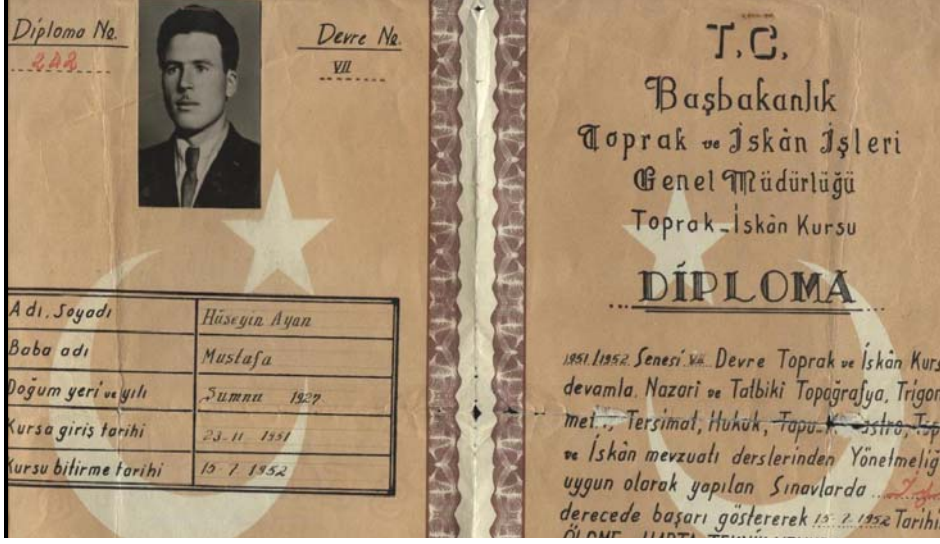 Diploma No.
242
Devre No.
VII
Adı, Soyadı Hüseyin Ayan
Baba adı Mustafa
Doğum yeri ve yılı Şumnu 1927
Kursa giriş tarihi 23-11-1951
Kursu bitirme tarihi 15-7-1952
T.C.
Başbakanlık
Toprak ve İskân İşleri
Genel Müdürlüğü
Toprak-İskân Kursu
DİPLOMA
1951/1952 Senesi VII Devre Toprak ve İskân Kurs
devamla. Nazari ve Tatbiki Topoğrafya, Trigon
met.., Tersimat, Hukuk, Tapu
ve İskân mevzuatı derslerinden Yönetmeliğ
uygun olarak yapılan Sınavlarda
derecede başarı göstererek 15-7-1952 Tarihi